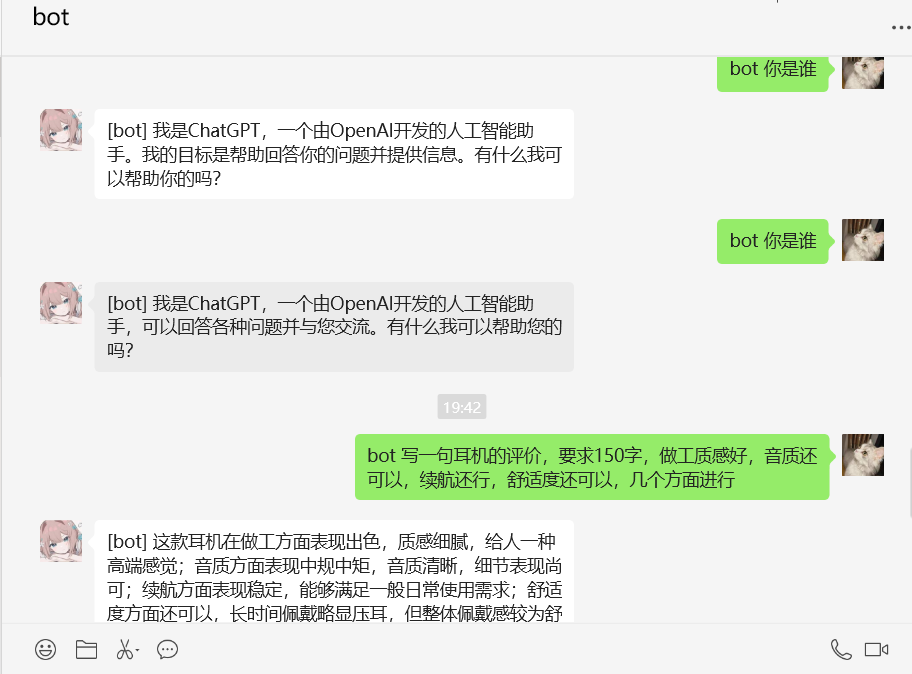 bot
bot 你是谁
[bot] 我是ChatGPT，一个由OpenAI开发的人工智能助
手。我的目标是帮助回答你的问题并提供信息。有什么我可
以帮助你的吗？
bot 你是谁
[bot] 我是ChatGPT，一个由OpenAI开发的人工智能助
手，可以回答各种问题并与您交流。有什么我可以帮助您的
吗？
19:42
bot 写一句耳机的评价，要求150字，做工质感好，音质还
可以，续航还行，舒适度还可以，几个方面进行
[bot] 这款耳机在做工方面表现出色，质感细腻，给人一种
高端感觉；音质方面表现中规中矩，音质清晰，细节表现尚
可；续航方面表现稳定，能够满足一般日常使用需求；舒适
度方面还可以，长时间佩戴略显压耳，但整体佩戴感较为舒